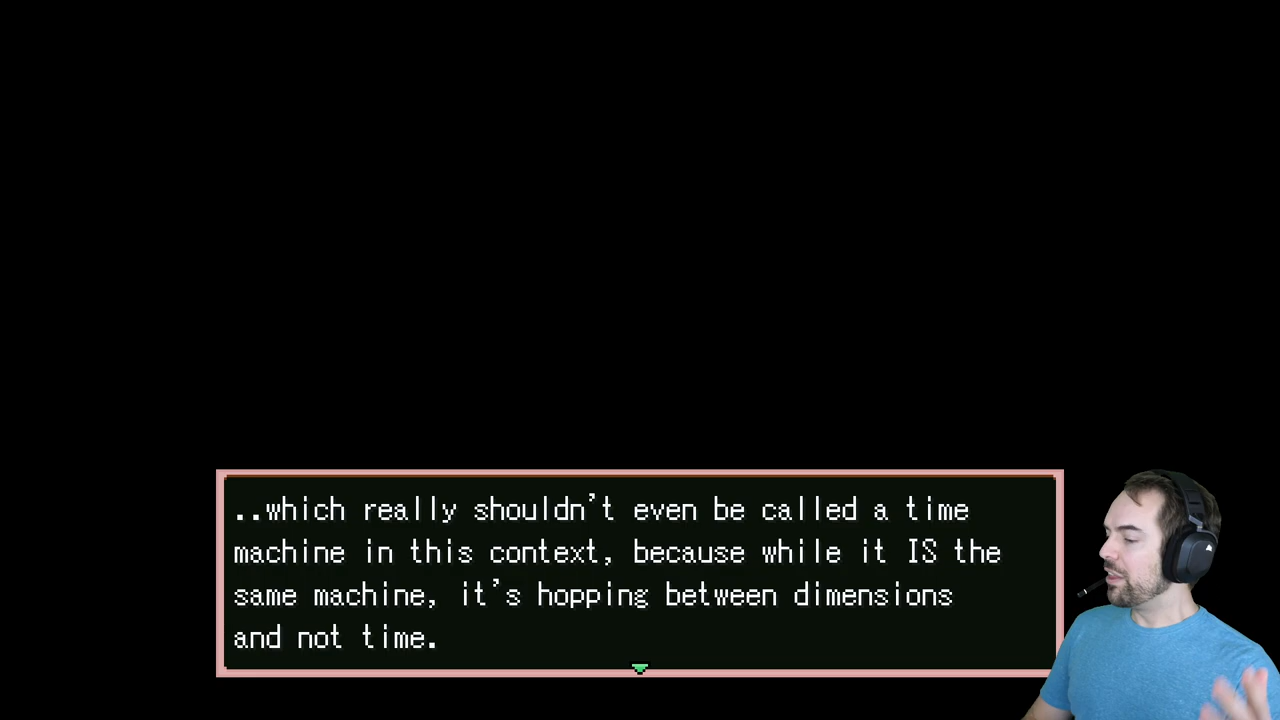 ..which really shouldn't even be called a time
machine in this context, because while it IS the
same machine, it's hopping between dimensions
and not time.